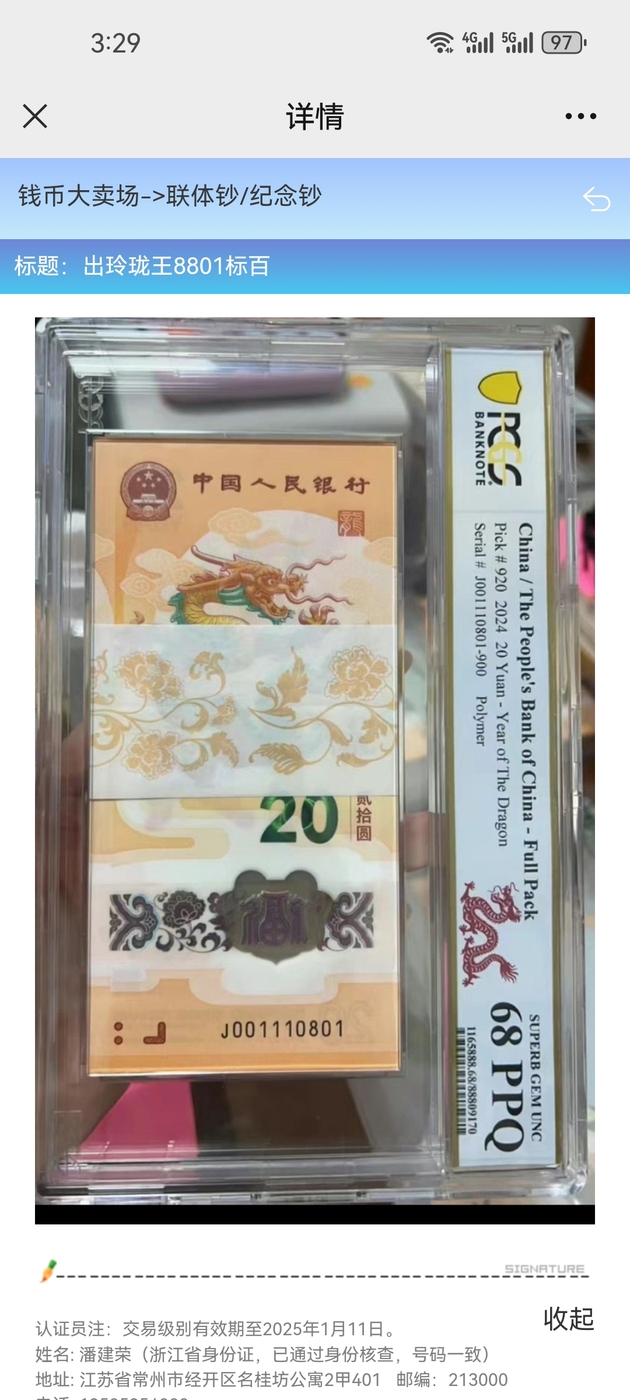 3:29
4G 5G 97
详情
钱币大卖场->联体钞/纪念钞
标题：出玲珑王8801标百
中国人民银行
20
贰拾圆
福
J001110801
PCGS
BANKNOTE
China / The People's Bank of China - Full Pack
Pick # 920 2024 20 Yuan - Year of The Dragon
Serial # J001110801-900 Polymer
SUPERB GEM UNC
68 PPQ
1165888.68/88809170
SIGNATURE
收起
认证员注：交易级别有效期至2025年1月11日。
姓名: 潘建荣（浙江省身份证，已通过身份核查，号码一致）
地址: 江苏省常州市经开区名桂坊公寓2甲401 邮编：213000